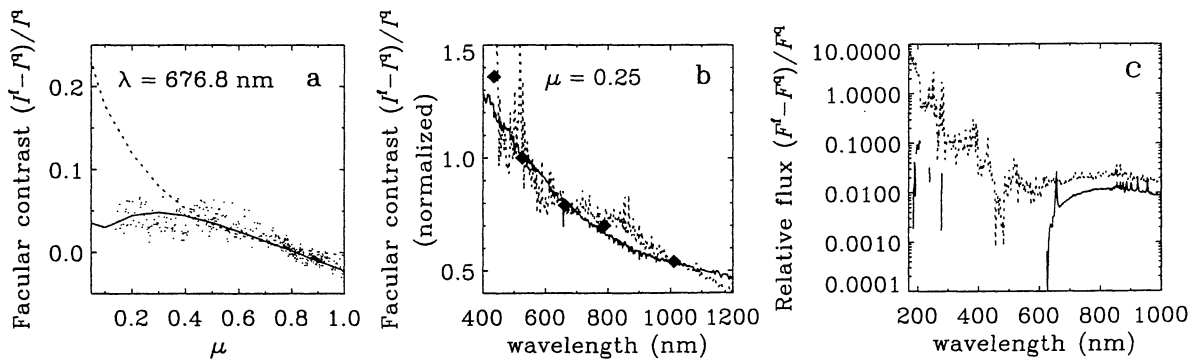 Facular contrast (Iᶠ−I^q)/I^q
0.2
0.1
0.0
λ = 676.8 nm
a
0.2 0.4 0.6 0.8 1.0
μ
Facular contrast (Iᶠ−I^q)/I^q
(normalized)
1.5
1.0
0.5
μ = 0.25
b
400 600 800 1000 1200
wavelength (nm)
Relative flux (Fᶠ−F^q)/F^q
10.0000
1.0000
0.1000
0.0100
0.0010
0.0001
c
200 400 600 800 1000
wavelength (nm)